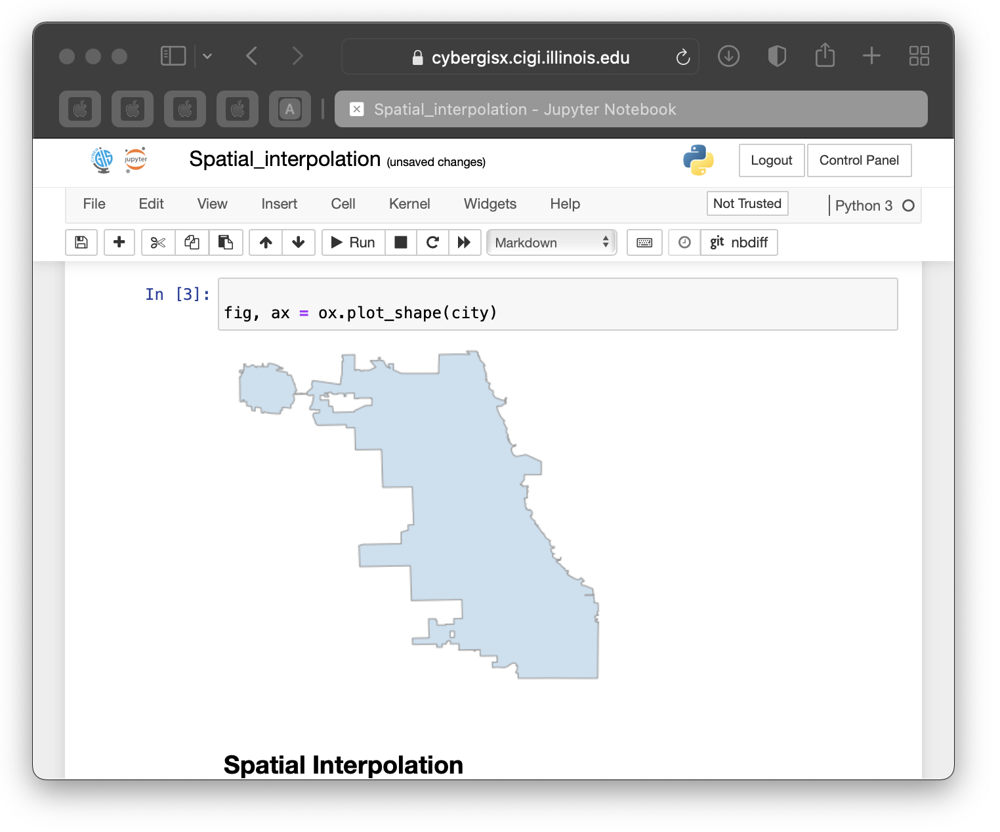 cybergisx.cigi.illinois.edu
A
Spatial_interpolation - Jupyter Notebook
CYBER GIS jupyter Spatial_interpolation (unsaved changes) Logout Control Panel
File Edit View Insert Cell Kernel Widgets Help Not Trusted Python 3
Run Markdown git nbdiff
In [3]:
fig, ax = ox.plot_shape(city)
Spatial Interpolation